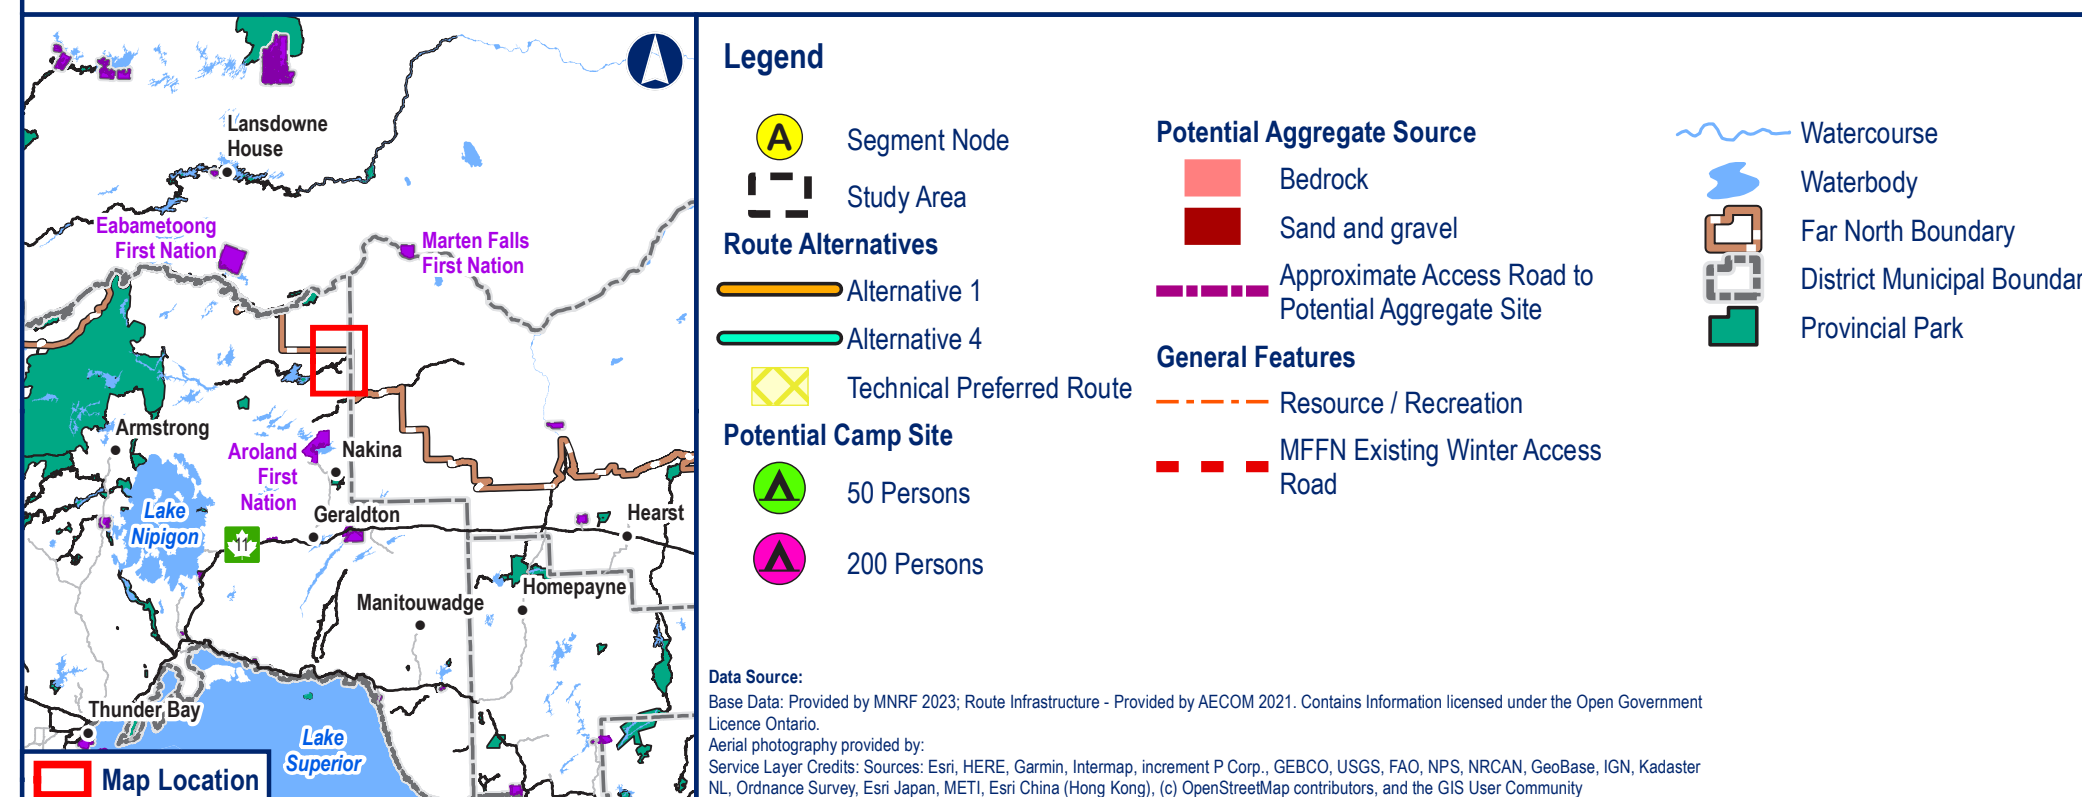 Lansdowne
House
Eabametoong
First Nation
Marten Falls
First Nation
Armstrong
Aroland
First
Nation
Nakina
Lake
Nipigon
11
Geraldton
Hearst
Homepayne
Manitouwadge
Thunder Bay
Lake
Superior
Map Location
Legend
A
Segment Node
Study Area
Route Alternatives
Alternative 1
Alternative 4
Technical Preferred Route
Potential Camp Site
50 Persons
200 Persons
Potential Aggregate Source
Bedrock
Sand and gravel
Approximate Access Road to
Potential Aggregate Site
General Features
Resource / Recreation
MFFN Existing Winter Access
Road
Watercourse
Waterbody
Far North Boundary
District Municipal Boundar
Provincial Park
Data Source:
Base Data: Provided by MNRF 2023; Route Infrastructure - Provided by AECOM 2021. Contains Information licensed under the Open Government
Licence Ontario.
Aerial photography provided by:
Service Layer Credits: Sources: Esri, HERE, Garmin, Intermap, increment P Corp., GEBCO, USGS, FAO, NPS, NRCAN, GeoBase, IGN, Kadaster
NL, Ordnance Survey, Esri Japan, METI, Esri China (Hong Kong), (c) OpenStreetMap contributors, and the GIS User Community